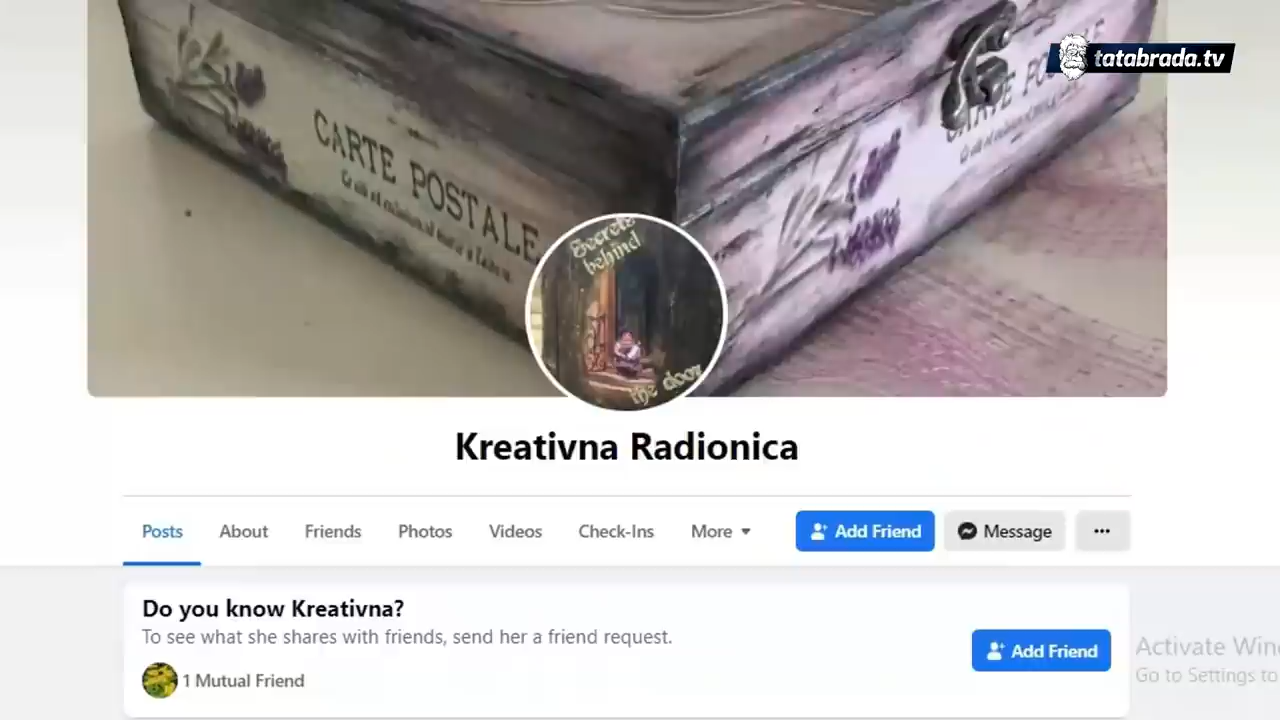 tatabrada.tv
CARTE POSTALE
Secrets
behind
the door
Kreativna Radionica
Posts About Friends Photos Videos Check-Ins More Add Friend Message ...
Do you know Kreativna?
To see what she shares with friends, send her a friend request.
Add Friend
1 Mutual Friend
Activate Win
Go to Settings to